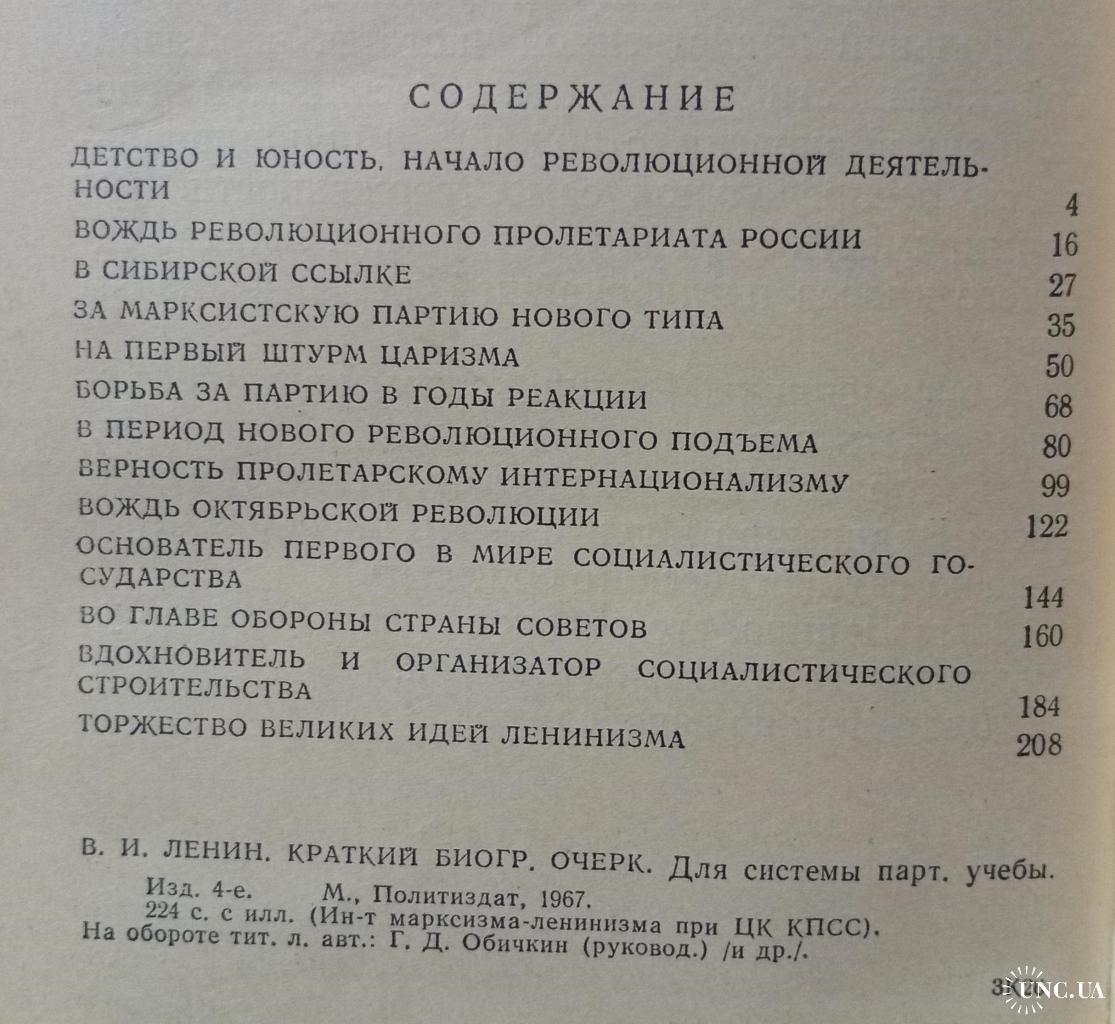 СОДЕРЖАНИЕ
ДЕТСТВО И ЮНОСТЬ. НАЧАЛО РЕВОЛЮЦИОННОЙ ДЕЯТЕЛЬ-
НОСТИ 4
ВОЖДЬ РЕВОЛЮЦИОННОГО ПРОЛЕТАРИАТА РОССИИ 16
В СИБИРСКОЙ ССЫЛКЕ 27
ЗА МАРКСИСТСКУЮ ПАРТИЮ НОВОГО ТИПА 35
НА ПЕРВЫЙ ШТУРМ ЦАРИЗМА 50
БОРЬБА ЗА ПАРТИЮ В ГОДЫ РЕАКЦИИ 68
В ПЕРИОД НОВОГО РЕВОЛЮЦИОННОГО ПОДЪЕМА 80
ВЕРНОСТЬ ПРОЛЕТАРСКОМУ ИНТЕРНАЦИОНАЛИЗМУ 99
ВОЖДЬ ОКТЯБРЬСКОЙ РЕВОЛЮЦИИ 122
ОСНОВАТЕЛЬ ПЕРВОГО В МИРЕ СОЦИАЛИСТИЧЕСКОГО ГО-
СУДАРСТВА 144
ВО ГЛАВЕ ОБОРОНЫ СТРАНЫ СОВЕТОВ 160
ВДОХНОВИТЕЛЬ И ОРГАНИЗАТОР СОЦИАЛИСТИЧЕСКОГО
СТРОИТЕЛЬСТВА 184
ТОРЖЕСТВО ВЕЛИКИХ ИДЕЙ ЛЕНИНИЗМА 208
В. И. ЛЕНИН. КРАТКИЙ БИОГР. ОЧЕРК. Для системы парт. учебы.
Изд. 4-е. М., Политиздат, 1967.
224 с. с илл. (Ин-т марксизма-ленинизма при ЦК КПСС).
На обороте тит. л. авт.: Г. Д. Обичкин (руковод.) /и др./.
UNC.UA